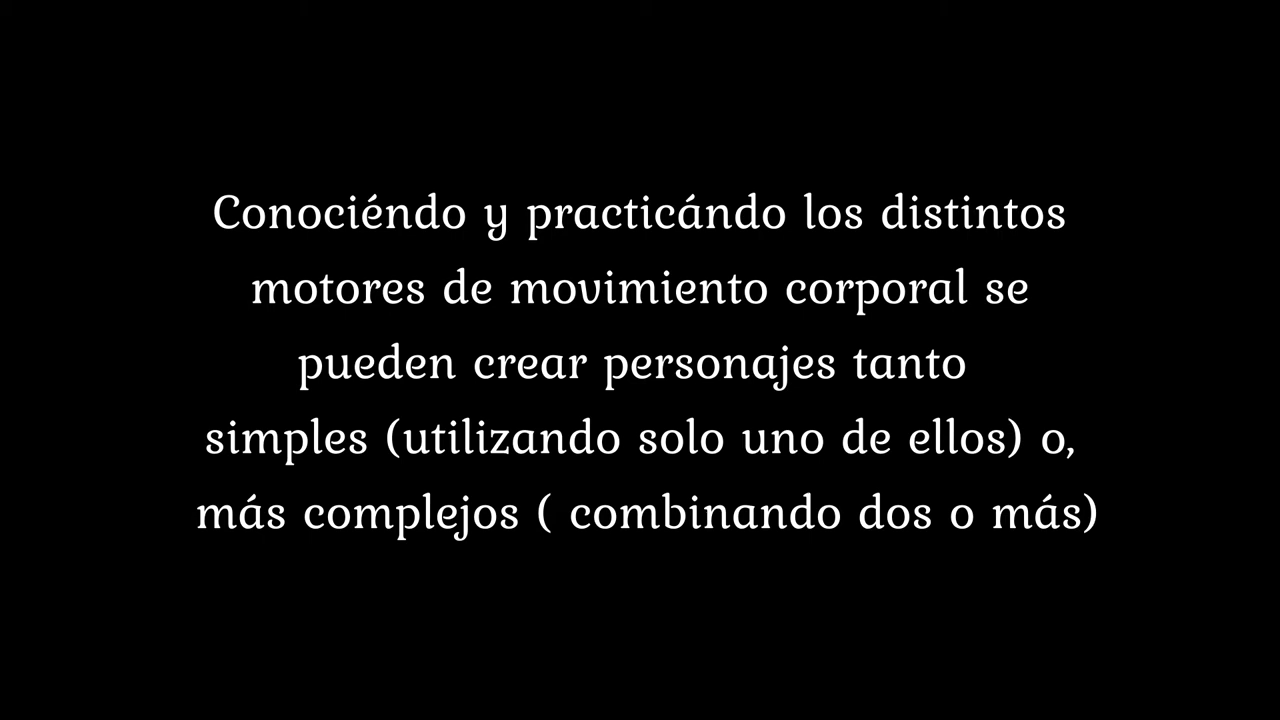 Conociéndo y practicándo los distintos
motores de movimiento corporal se
pueden crear personajes tanto
simples (utilizando solo uno de ellos) o,
más complejos ( combinando dos o más)